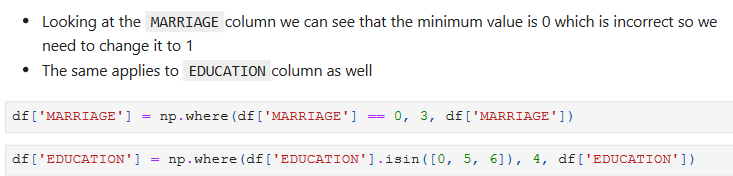 Looking at the MARRIAGE column we can see that the minimum value is 0 which is incorrect so we
need to change it to 1
The same applies to EDUCATION column as well
df['MARRIAGE'] = np.where(df['MARRIAGE'] == 0, 3, df['MARRIAGE'])
df['EDUCATION'] = np.where(df['EDUCATION'].isin([0, 5, 6]), 4, df['EDUCATION'])